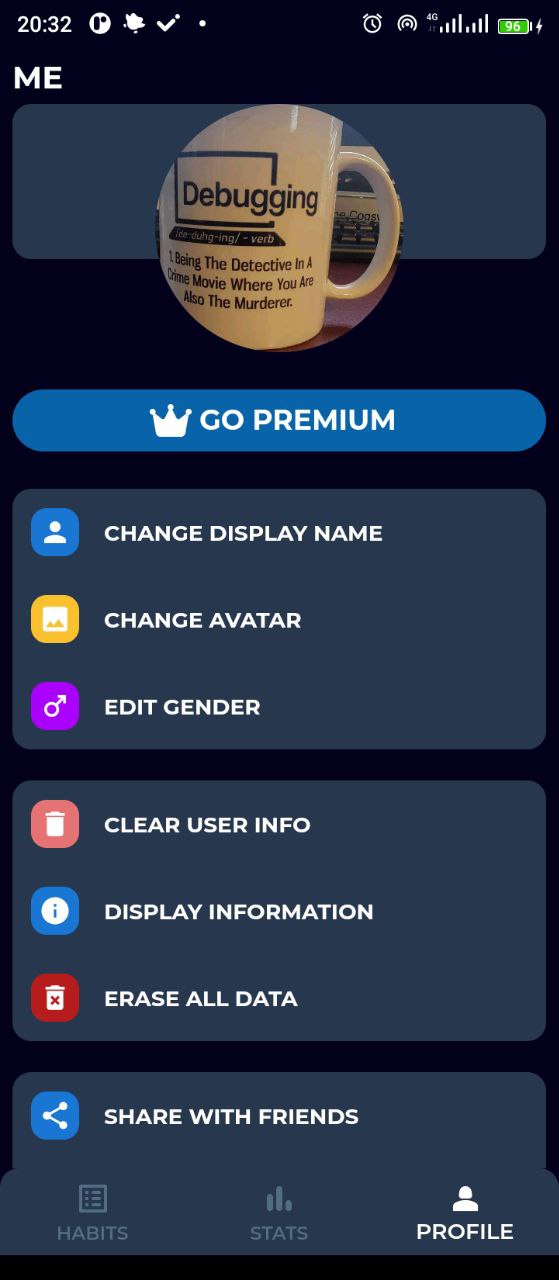 20:32
4G
96
ME
Debugging
/de-duhg-ing/ - verb
1. Being The Detective In A
Crime Movie Where You Are
Also The Murderer.
GO PREMIUM
CHANGE DISPLAY NAME
CHANGE AVATAR
EDIT GENDER
CLEAR USER INFO
DISPLAY INFORMATION
ERASE ALL DATA
SHARE WITH FRIENDS
HABITS
STATS
PROFILE